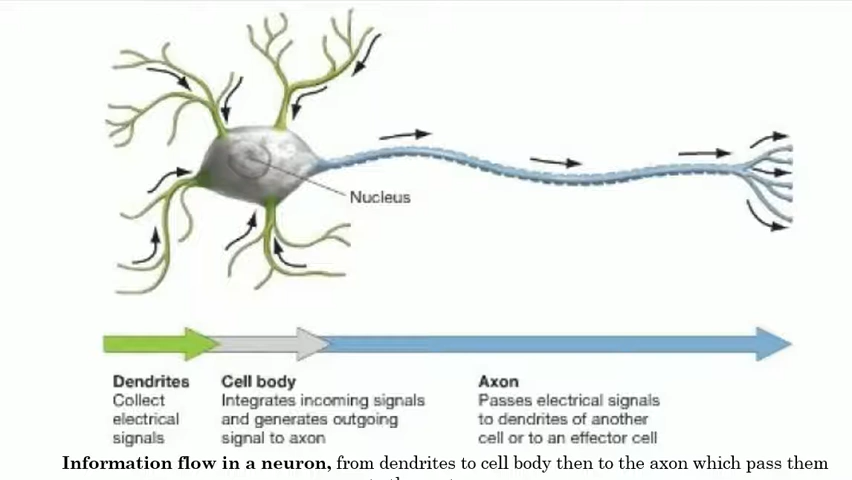 Nucleus
Dendrites
Collect
electrical
signals
Cell body
Integrates incoming signals
and generates outgoing
signal to axon
Axon
Passes electrical signals
to dendrites of another
cell or to an effector cell
Information flow in a neuron, from dendrites to cell body then to the axon which pass them